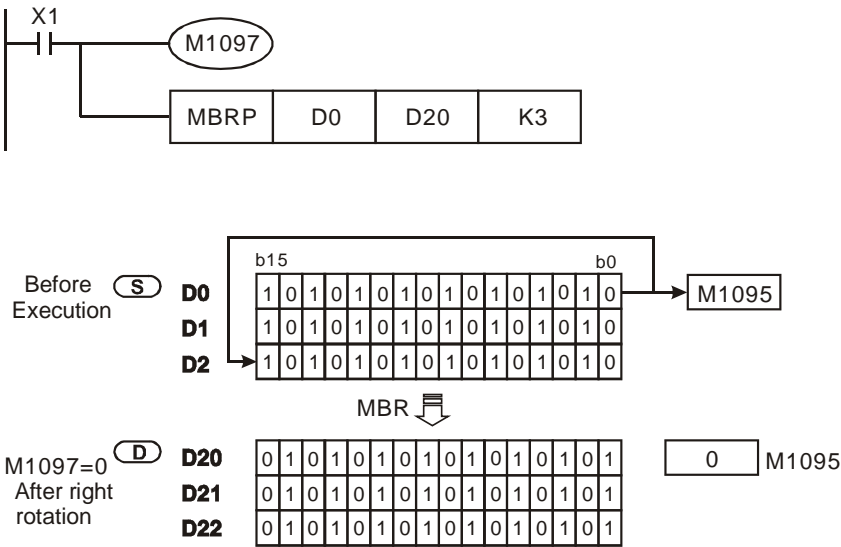 X1
M1097
MBRP D0 D20 K3
b15 b0
Before Execution S D0 1 0 1 0 1 0 1 0 1 0 1 0 1 0 1 0 M1095
D1 1 0 1 0 1 0 1 0 1 0 1 0 1 0 1 0
D2 1 0 1 0 1 0 1 0 1 0 1 0 1 0 1 0
MBR
M1097=0 D D20 0 1 0 1 0 1 0 1 0 1 0 1 0 1 0 1 0 M1095
After right D21 0 1 0 1 0 1 0 1 0 1 0 1 0 1 0 1
rotation D22 0 1 0 1 0 1 0 1 0 1 0 1 0 1 0 1